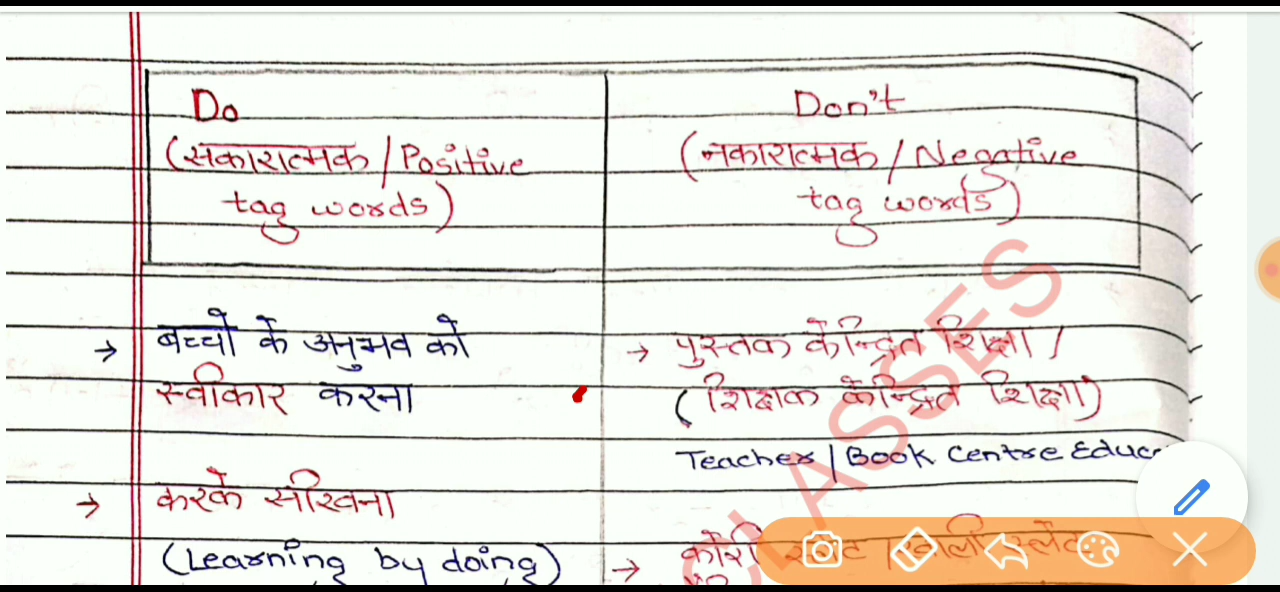 Do
Don't
(सकारात्मक / Positive
tag words)
(नकारात्मक / Negative
tag words)
→ बच्चो के अनुभव को
स्वीकार करना
→ पुस्तक केन्द्रित शिक्षा /
(शिक्षक केन्द्रित शिक्षा)
Teacher / Book Centre
→ करके सीखना
(Learning by doing)
→ कोरी
CLASSES